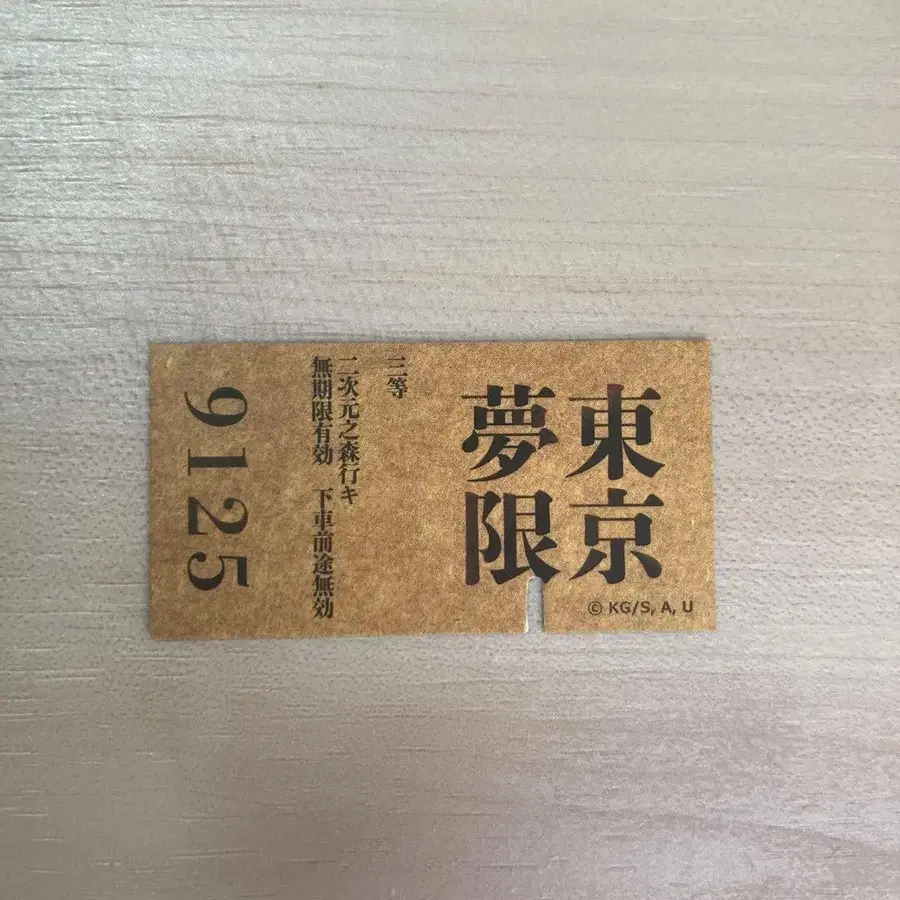 東京
夢限
三等
二次元之森行キ
無期限有効 下車前途無効
9125
© KG/S, A, U